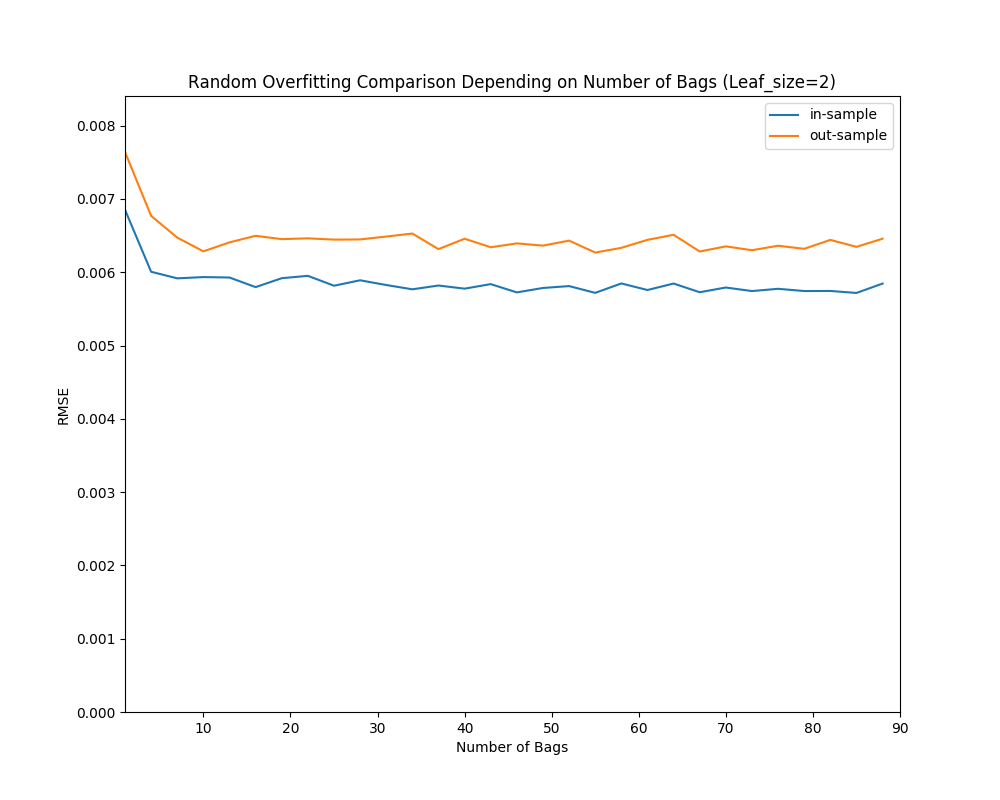 Random Overfitting Comparison Depending on Number of Bags (Leaf_size=2)
in-sample
out-sample
0.008
0.007
0.006
0.005
0.004
0.003
0.002
0.001
0.000
RMSE
10 20 30 40 50 60 70 80 90
Number of Bags